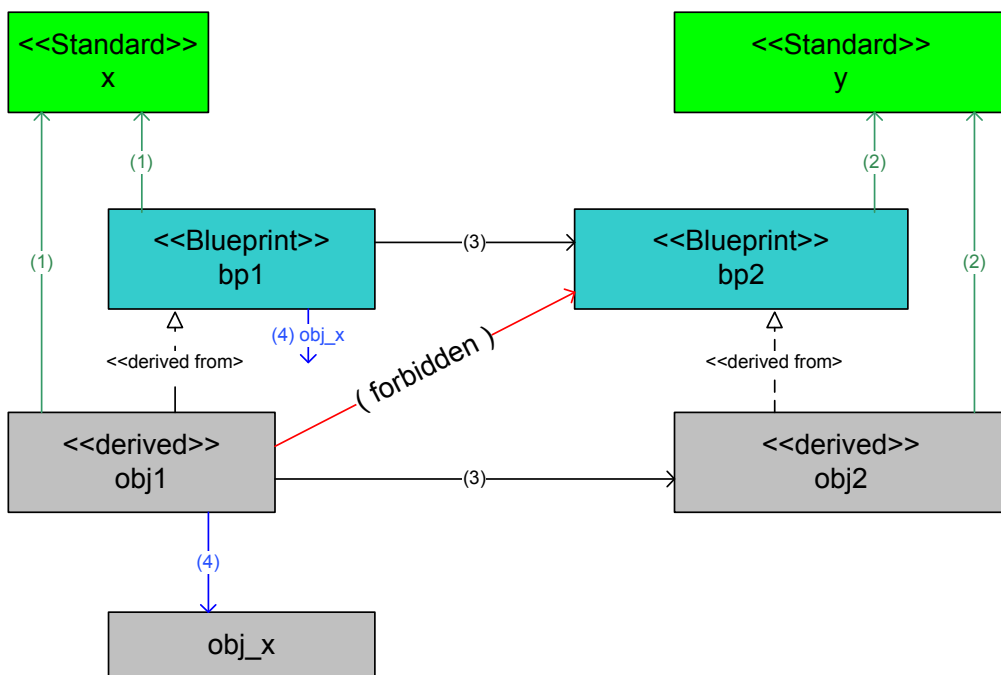 <<Standard>>
x
<<Standard>>
y
(1)
(2)
<<Blueprint>>
bp1
(3)
<<Blueprint>>
bp2
(1)
(2)
(4) obj_x
<<derived from>
<<derived from>
( forbidden )
<<derived>>
obj1
(3)
<<derived>>
obj2
(4)
obj_x